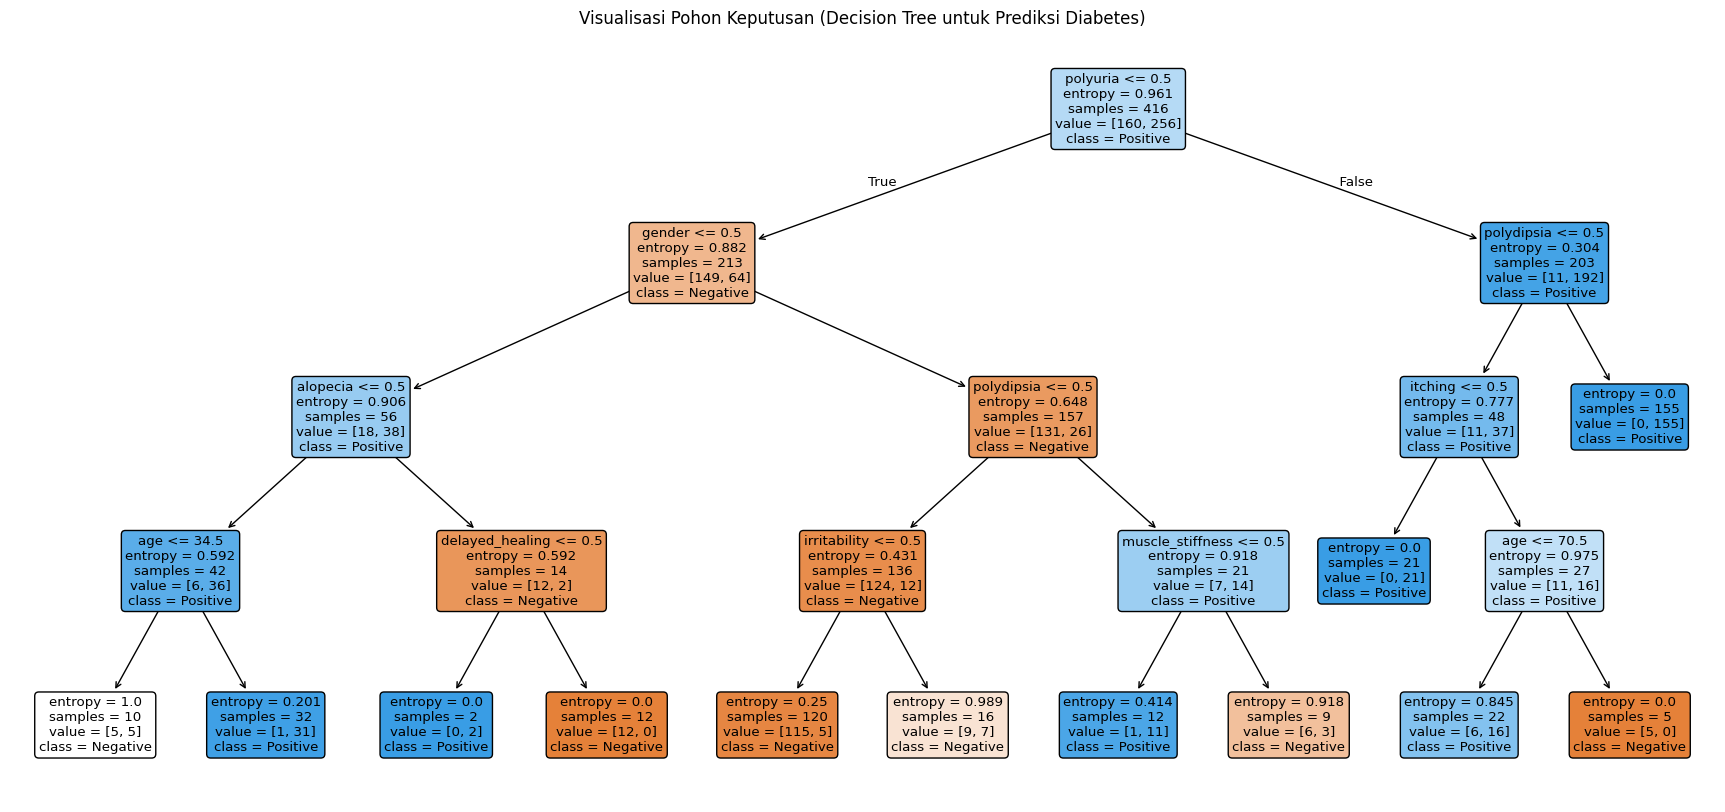 Visualisasi Pohon Keputusan (Decision Tree untuk Prediksi Diabetes)
polyuria <= 0.5
entropy = 0.961
samples = 416
value = [160, 256]
class = Positive
True
False
gender <= 0.5
entropy = 0.882
samples = 213
value = [149, 64]
class = Negative
polydipsia <= 0.5
entropy = 0.304
samples = 203
value = [11, 192]
class = Positive
alopecia <= 0.5
entropy = 0.906
samples = 56
value = [18, 38]
class = Positive
polydipsia <= 0.5
entropy = 0.648
samples = 157
value = [131, 26]
class = Negative
itching <= 0.5
entropy = 0.777
samples = 48
value = [11, 37]
class = Positive
entropy = 0.0
samples = 155
value = [0, 155]
class = Positive
age <= 34.5
entropy = 0.592
samples = 42
value = [6, 36]
class = Positive
delayed_healing <= 0.5
entropy = 0.592
samples = 14
value = [12, 2]
class = Negative
irritability <= 0.5
entropy = 0.431
samples = 136
value = [124, 12]
class = Negative
muscle_stiffness <= 0.5
entropy = 0.918
samples = 21
value = [7, 14]
class = Positive
entropy = 0.0
samples = 21
value = [0, 21]
class = Positive
age <= 70.5
entropy = 0.975
samples = 27
value = [11, 16]
class = Positive
entropy = 1.0
samples = 10
value = [5, 5]
class = Negative
entropy = 0.201
samples = 32
value = [1, 31]
class = Positive
entropy = 0.0
samples = 2
value = [0, 2]
class = Positive
entropy = 0.0
samples = 12
value = [12, 0]
class = Negative
entropy = 0.25
samples = 120
value = [115, 5]
class = Negative
entropy = 0.989
samples = 16
value = [9, 7]
class = Negative
entropy = 0.414
samples = 12
value = [1, 11]
class = Positive
entropy = 0.918
samples = 9
value = [6, 3]
class = Negative
entropy = 0.845
samples = 22
value = [6, 16]
class = Positive
entropy = 0.0
samples = 5
value = [5, 0]
class = Negative